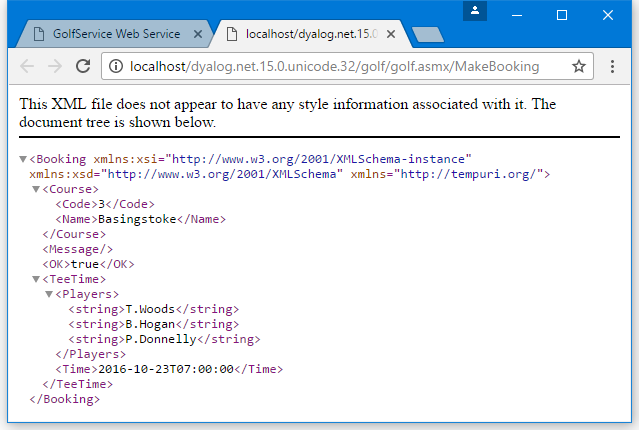 GolfService Web Service
localhost/dyalog.net.15.0
localhost/dyalog.net.15.0.unicode.32/golf/golf.asmx/MakeBooking
This XML file does not appear to have any style information associated with it. The
document tree is shown below.
<Booking xmlns:xsi="http://www.w3.org/2001/XMLSchema-instance"
xmlns:xsd="http://www.w3.org/2001/XMLSchema" xmlns="http://tempuri.org/">
<Course>
<Code>3</Code>
<Name>Basingstoke</Name>
</Course>
<Message/>
<OK>true</OK>
<TeeTime>
<Players>
<string>T.Woods</string>
<string>B.Hogan</string>
<string>P.Donnelly</string>
</Players>
<Time>2016-10-23T07:00:00</Time>
</TeeTime>
</Booking>